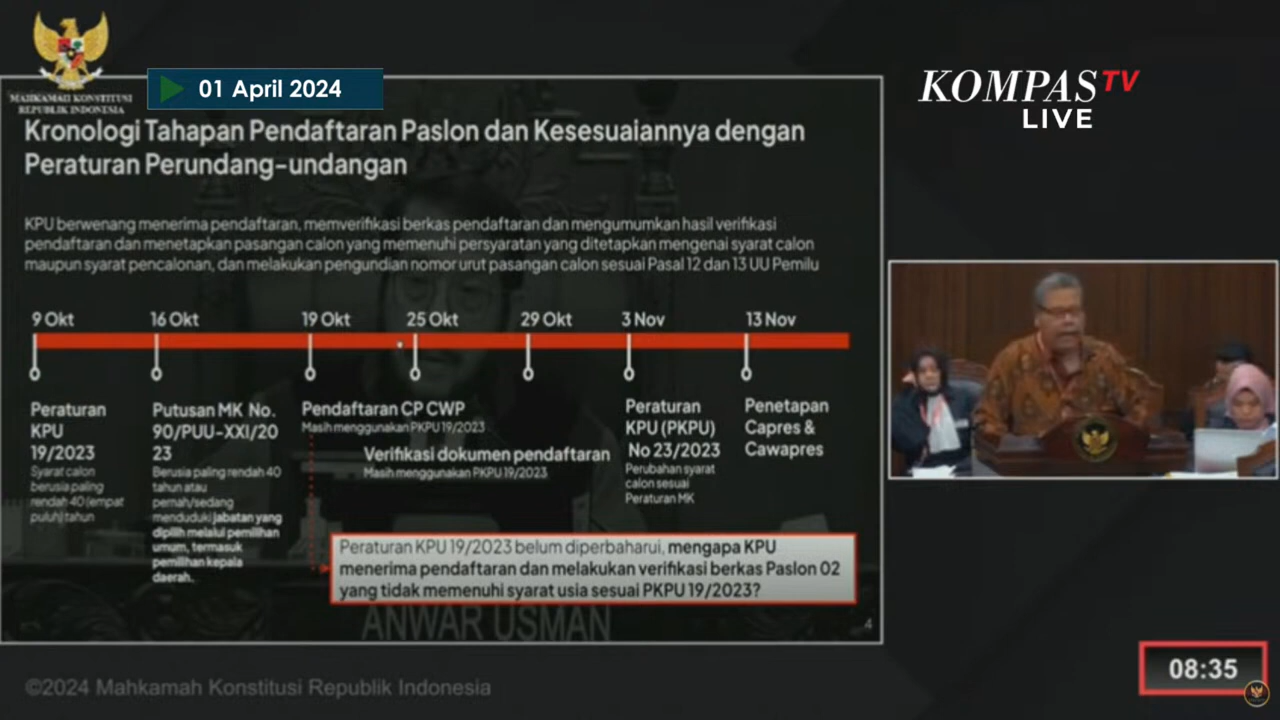 MAHKAMAH KONSTITUSI
REPUBLIK INDONESIA
01 April 2024
KOMPAS TV
LIVE
Kronologi Tahapan Pendaftaran Paslon dan Kesesuaiannya dengan
Peraturan Perundang-undangan
KPU berwenang menerima pendaftaran, memverifikasi berkas pendaftaran dan mengumumkan hasil verifikasi
pendaftaran dan menetapkan pasangan calon yang memenuhi persyaratan yang ditetapkan mengenai syarat calon
maupun syarat pencalonan, dan melakukan pengundian nomor urut pasangan calon sesuai Pasal 12 dan 13 UU Pemilu
9 Okt
16 Okt
19 Okt
25 Okt
29 Okt
3 Nov
13 Nov
Peraturan
KPU
19/2023
Syarat calon
berusia paling
rendah 40 (empat
puluh) tahun
Putusan MK No.
90/PUU-XXI/20
23
Berusia paling rendah 40
tahun atau
pernah/sedang
menduduki jabatan yang
dipilih melalui pemilihan
umum, termasuk
pemilihan kepala
daerah.
Pendaftaran CP CWP
Masih menggunakan PKPU 19/2023
Verifikasi dokumen pendaftaran
Masih menggunakan PKPU 19/2023
Peraturan
KPU (PKPU)
No 23/2023
Perubahan syarat
calon sesuai
Peraturan MK
Penetapan
Capres &
Cawapres
Peraturan KPU 19/2023 belum diperbaharui, mengapa KPU
menerima pendaftaran dan melakukan verifikasi berkas Paslon 02
yang tidak memenuhi syarat usia sesuai PKPU 19/2023?
ANWAR USMAN
4
©2024 Mahkamah Konstitusi Republik Indonesia
08:35